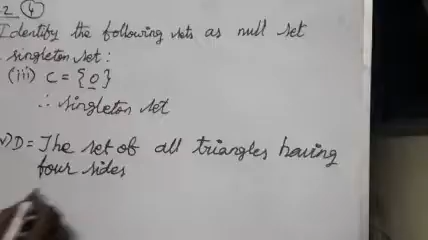 2 (4)
Identify the following sets as null set
singleton set :
(iii) C = {0}
∴ singleton set
v) D = The set of all triangles having
four sides